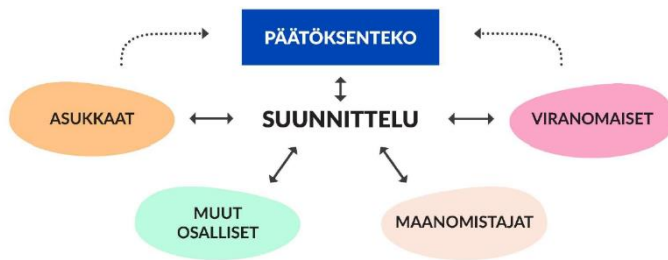 PÄÄTÖKSENTEKO
ASUKKAAT
SUUNNITTELU
VIRANOMAISET
MUUT
OSALLISET
MAANOMISTAJAT